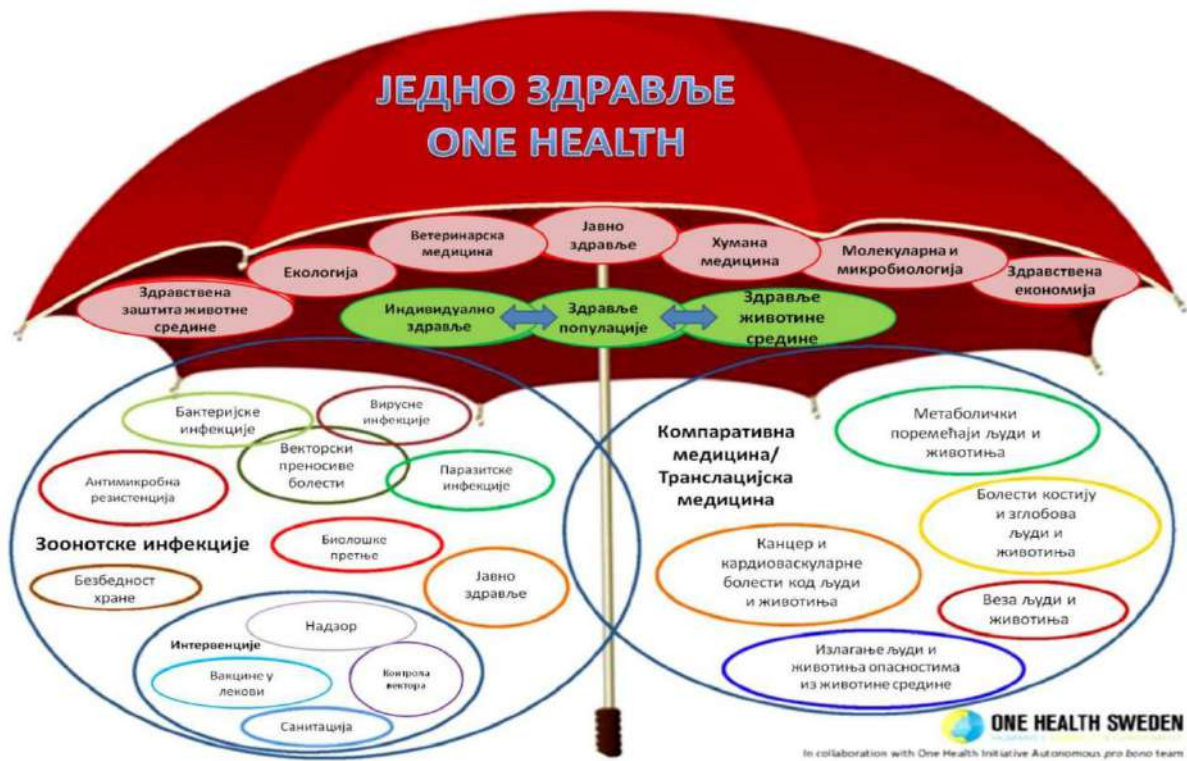 ЈЕДНО ЗДРАВЉЕ
ONE HEALTH
Здравствена
заштита животне
средине
Екологија
Ветеринарска
медицина
Јавно
здравље
Хумана
медицина
Молекуларна и
микробиологија
Здравствена
економија
Индивидуално
здравље
Здравље
популације
Здравље
животине
средине
Бактеријске
инфекције
Вирусне
инфекције
Векторски
преносиве
болести
Паразитске
инфекције
Антимикробна
резистенција
Зоонотске инфекције
Биолошке
претње
Безбедност
хране
Јавно
здравље
Интервенције
Надзор
Вакцине у
лекови
Контрола
вектора
Санитација
Компаративна
медицина/
Транслацијска
медицина
Метаболички
поремећаји људи и
животиња
Болести костију
и зглобова
људи и
животиња
Канцер и
кардиоваскуларне
болести код људи
и животиња
Веза људи и
животиња
Излагање људи и
животиња опасностима
из животине средине
ONE HEALTH SWEDEN
In collaboration with One Health Initiative Autonomous pro bono team